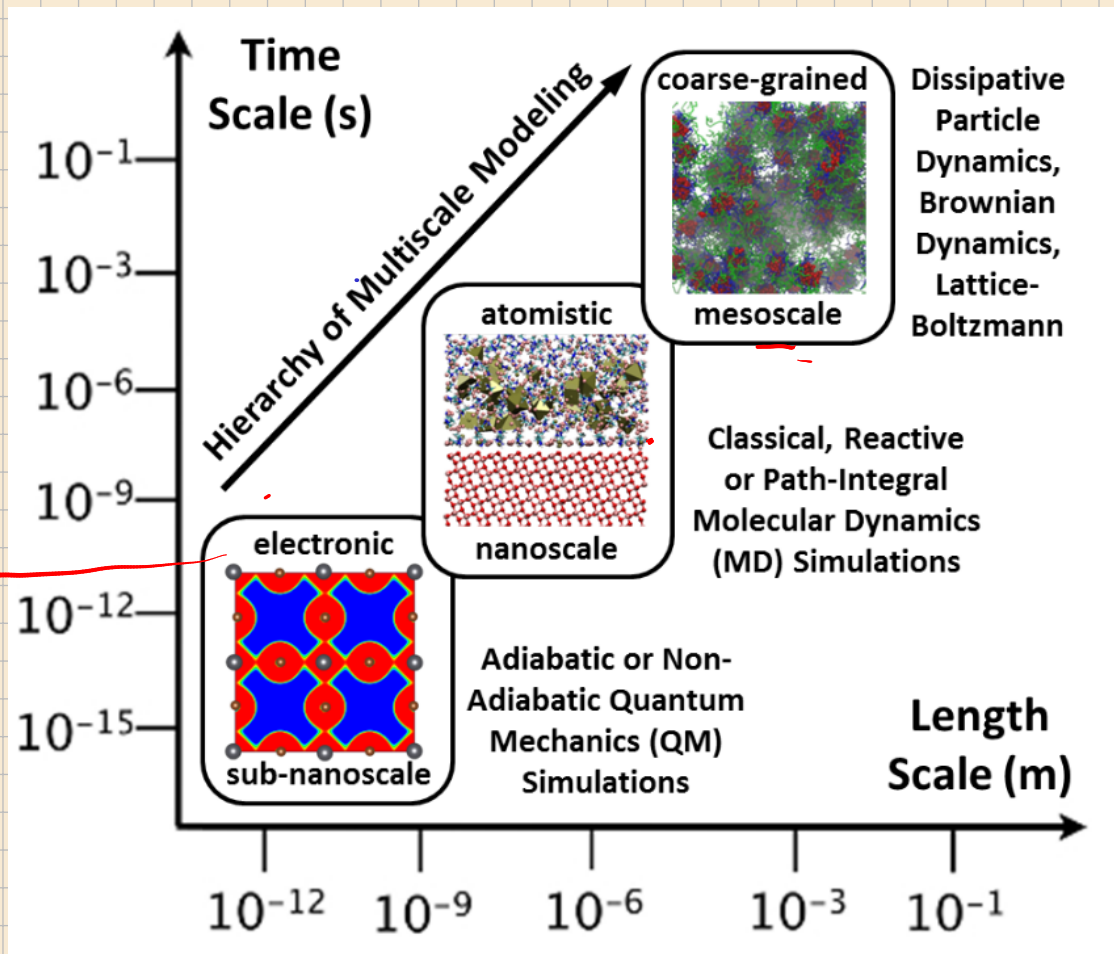 Time
Scale (s)
10⁻¹
10⁻³
10⁻⁶
10⁻⁹
10⁻¹²
10⁻¹⁵
Hierarchy of Multiscale Modeling
coarse-grained
mesoscale
Dissipative
Particle
Dynamics,
Brownian
Dynamics,
Lattice-
Boltzmann
atomistic
nanoscale
Classical, Reactive
or Path-Integral
Molecular Dynamics
(MD) Simulations
electronic
sub-nanoscale
Adiabatic or Non-
Adiabatic Quantum
Mechanics (QM)
Simulations
Length
Scale (m)
10⁻¹² 10⁻⁹ 10⁻⁶ 10⁻³ 10⁻¹